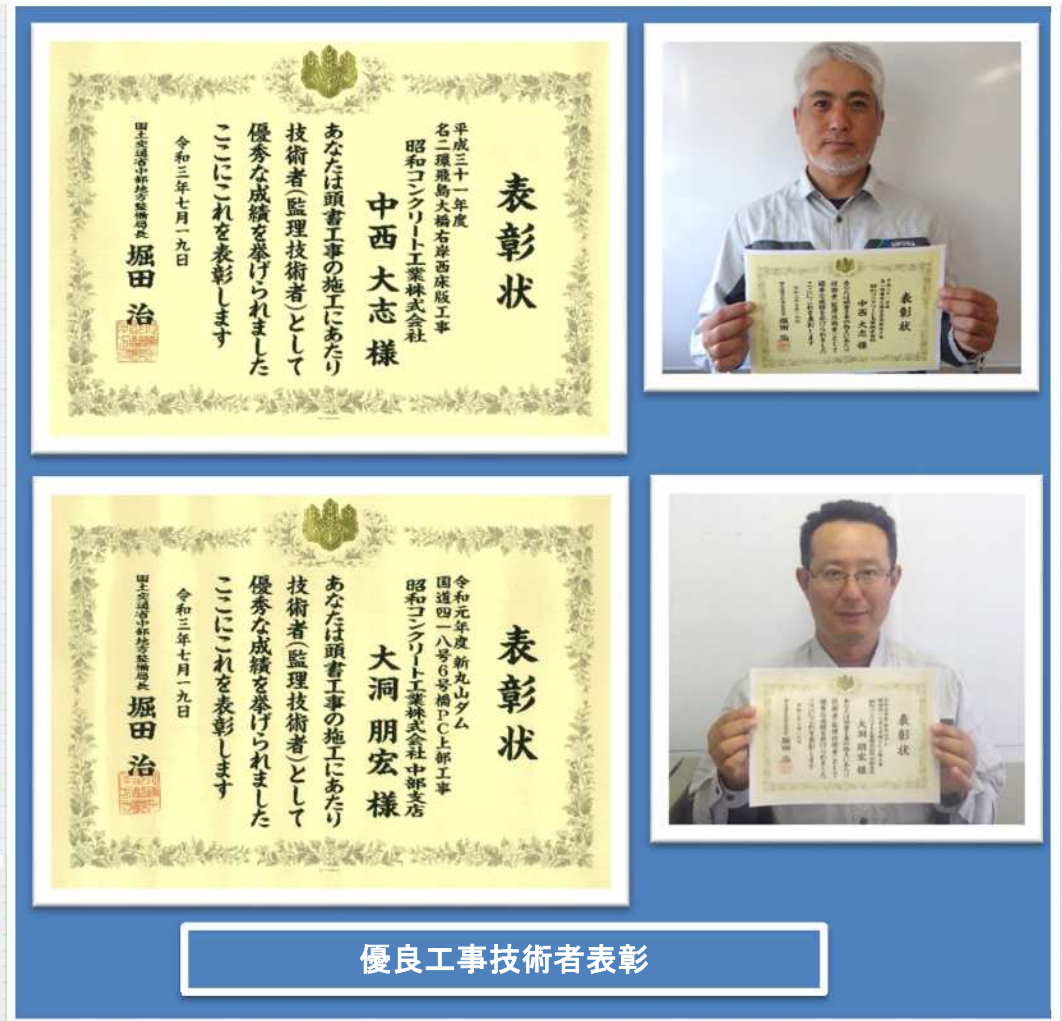 表彰状
平成三十一年度
名二環飛島大橋右岸西床版工事
昭和コンクリート工業株式会社
中西 大志 様
あなたは頭書工事の施工にあたり
技術者(監理技術者)として
優秀な成績を挙げられました
ここにこれを表彰します
令和三年七月一九日
国土交通省中部地方整備局長
堀田 治
表彰状
中西 大志 様
表彰状
令和元年度 新丸山ダム
国道四一八号6号橋PC上部工事
昭和コンクリート工業株式会社 中部支店
大洞 朋宏 様
あなたは頭書工事の施工にあたり
技術者(監理技術者)として
優秀な成績を挙げられました
ここにこれを表彰します
令和三年七月一九日
国土交通省中部地方整備局長
堀田 治
表彰状
大洞 朋宏 様
優良工事技術者表彰